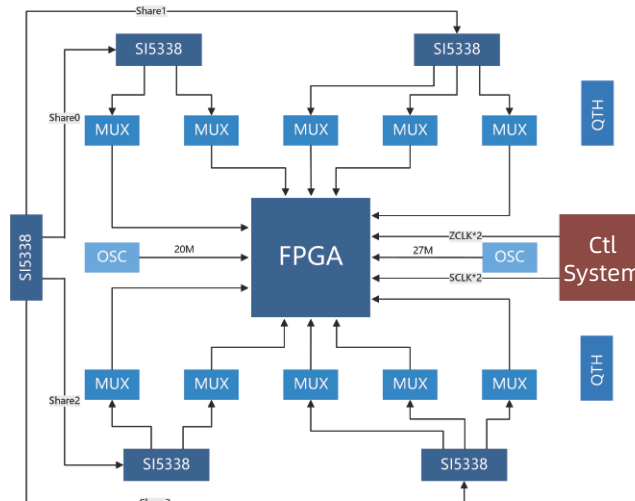 Share1
SI5338
SI5338
Share0
MUX
MUX
MUX
MUX
MUX
QTH
SI5338
OSC
20M
FPGA
ZCLK*2
27M
OSC
SCLK*2
Ctl
System
MUX
MUX
MUX
MUX
MUX
QTH
Share2
SI5338
SI5338